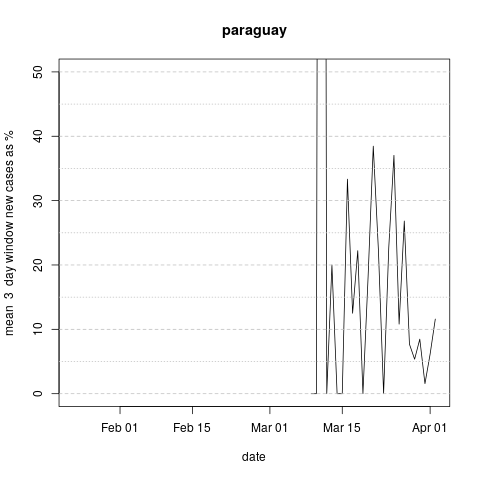 paraguay
mean 3 day window new cases as %
50
40
30
20
10
0
Feb 01
Feb 15
Mar 01
Mar 15
Apr 01
date